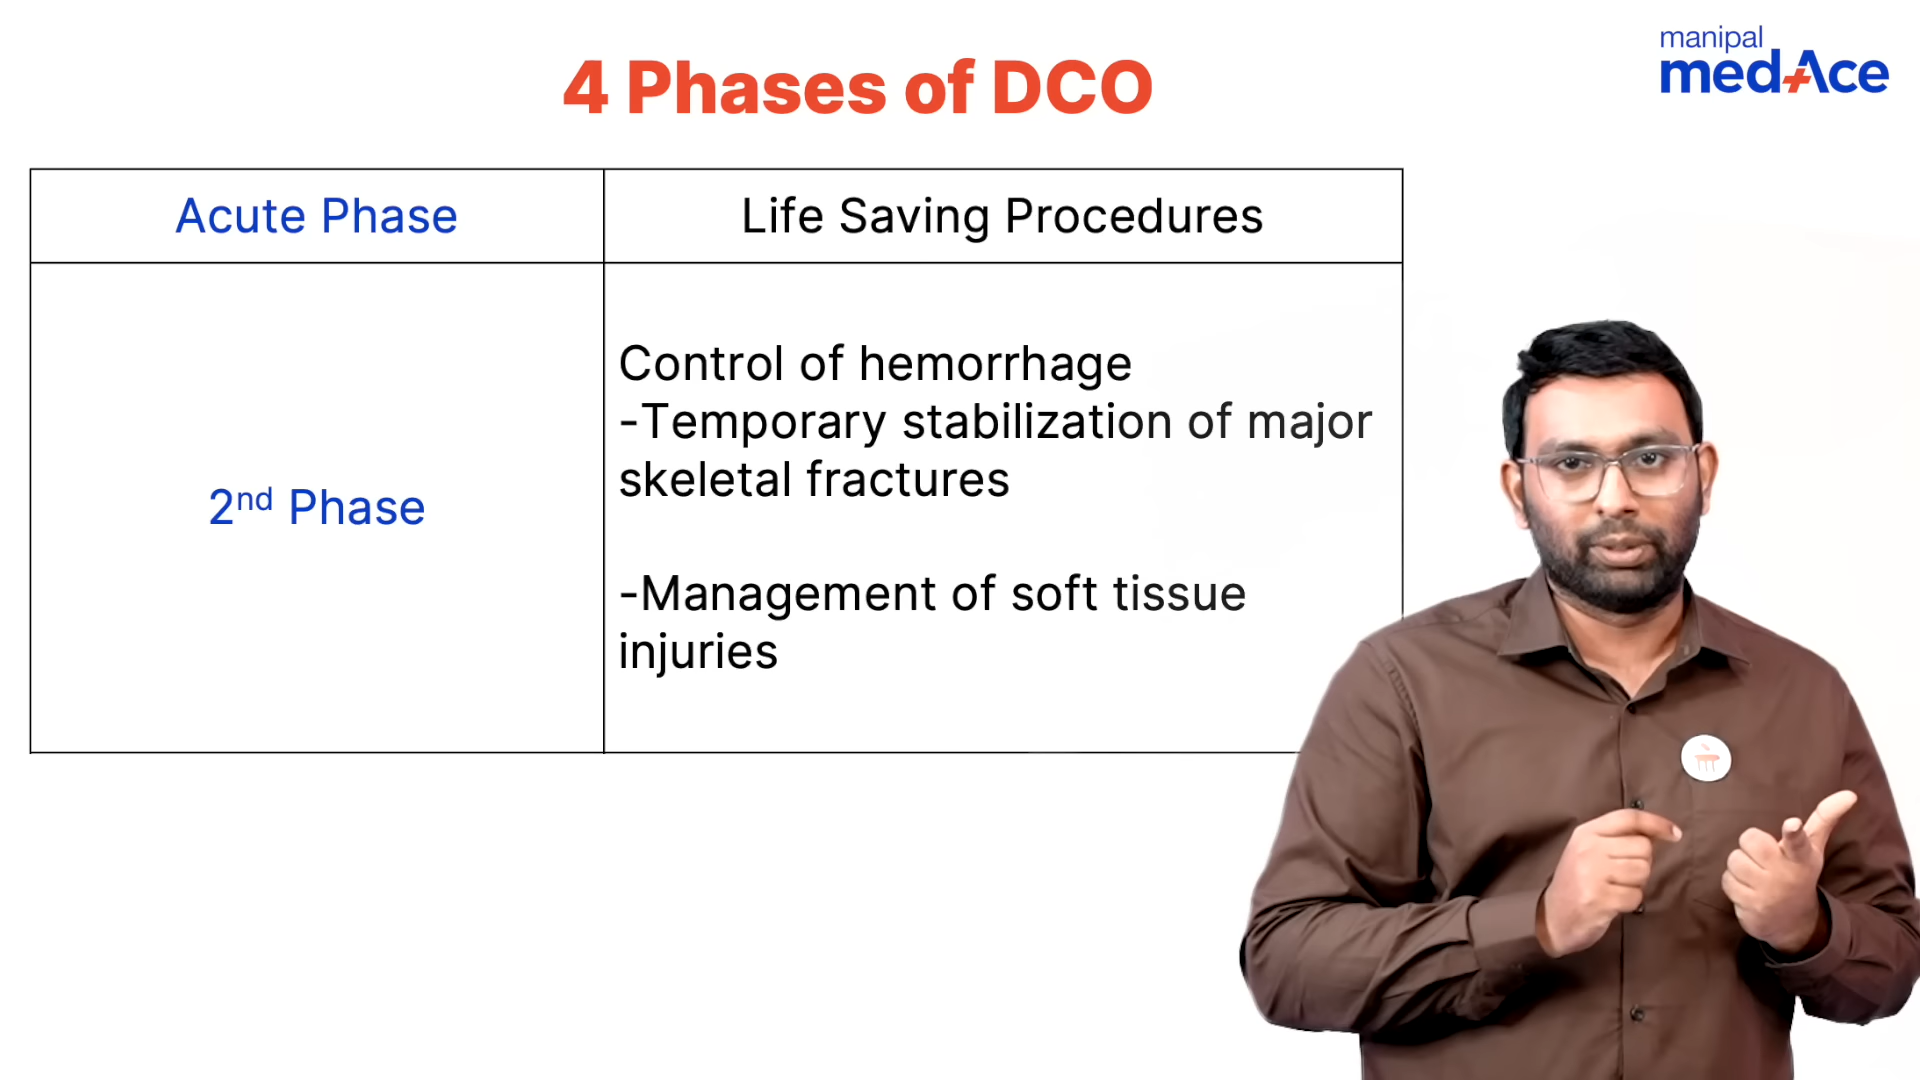 manipal
medAce
4 Phases of DCO
Acute Phase
Life Saving Procedures
2nd Phase
Control of hemorrhage
-Temporary stabilization of major
skeletal fractures
-Management of soft tissue
injuries